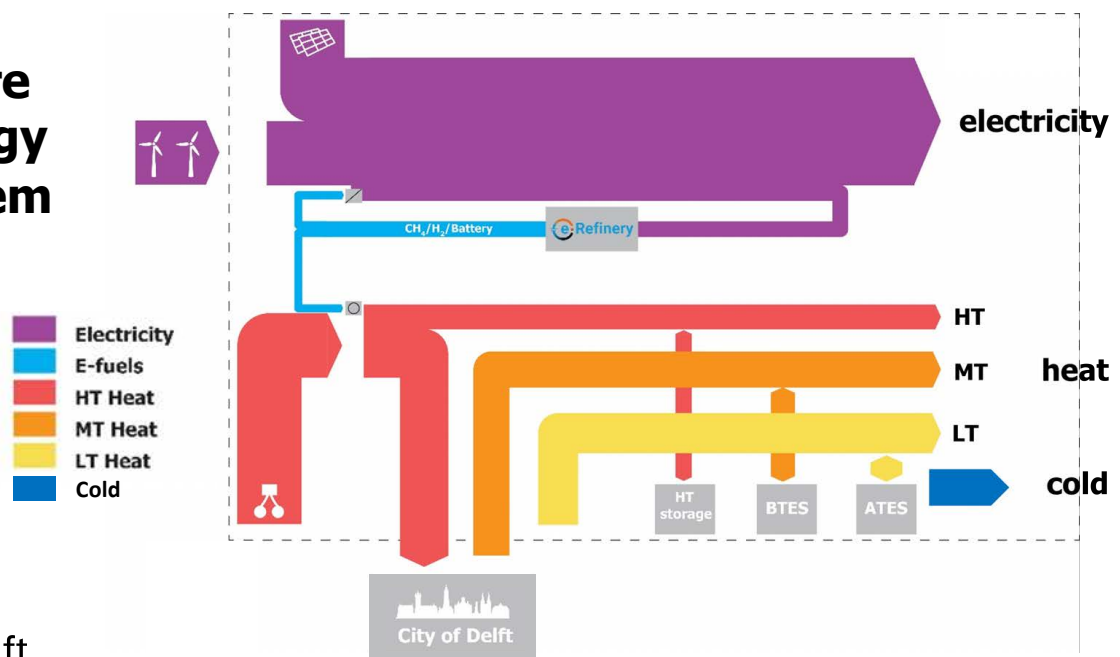 re
gy
em
electricity
CH₄/H₂/Battery
e-Refinery
Electricity
E-fuels
HT Heat
MT Heat
LT Heat
Cold
HT
MT
heat
LT
cold
HT
storage
BTES
ATES
City of Delft
ft